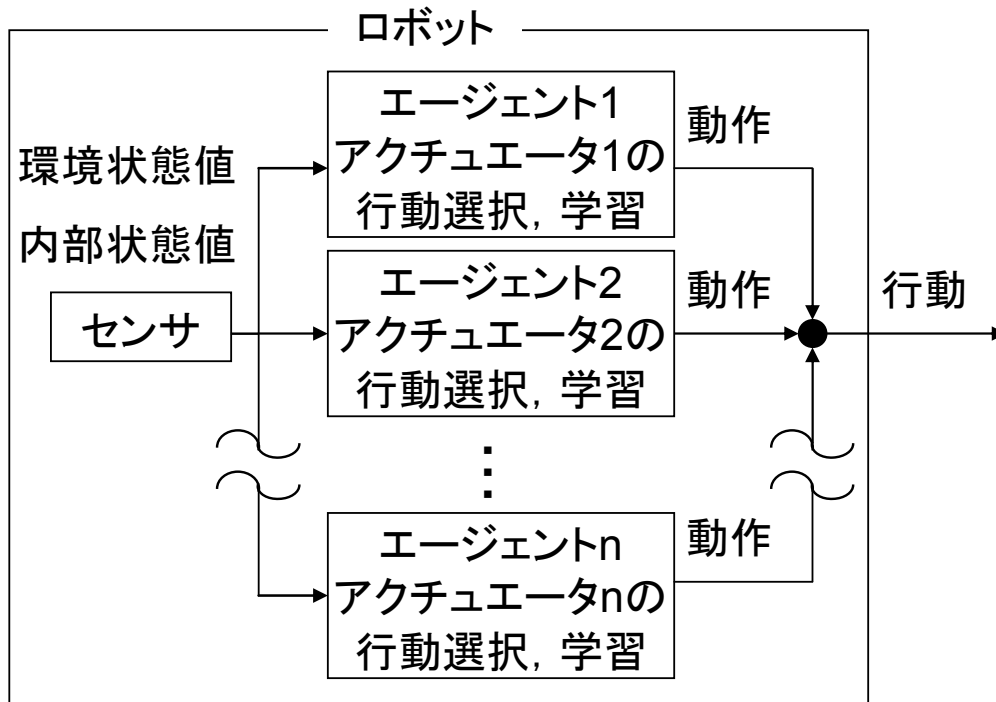 ロボット
環境状態値
内部状態値
センサ
エージェント1
アクチュエータ1の
行動選択, 学習
動作
エージェント2
アクチュエータ2の
行動選択, 学習
動作
行動
⋮
エージェントn
アクチュエータnの
行動選択, 学習
動作